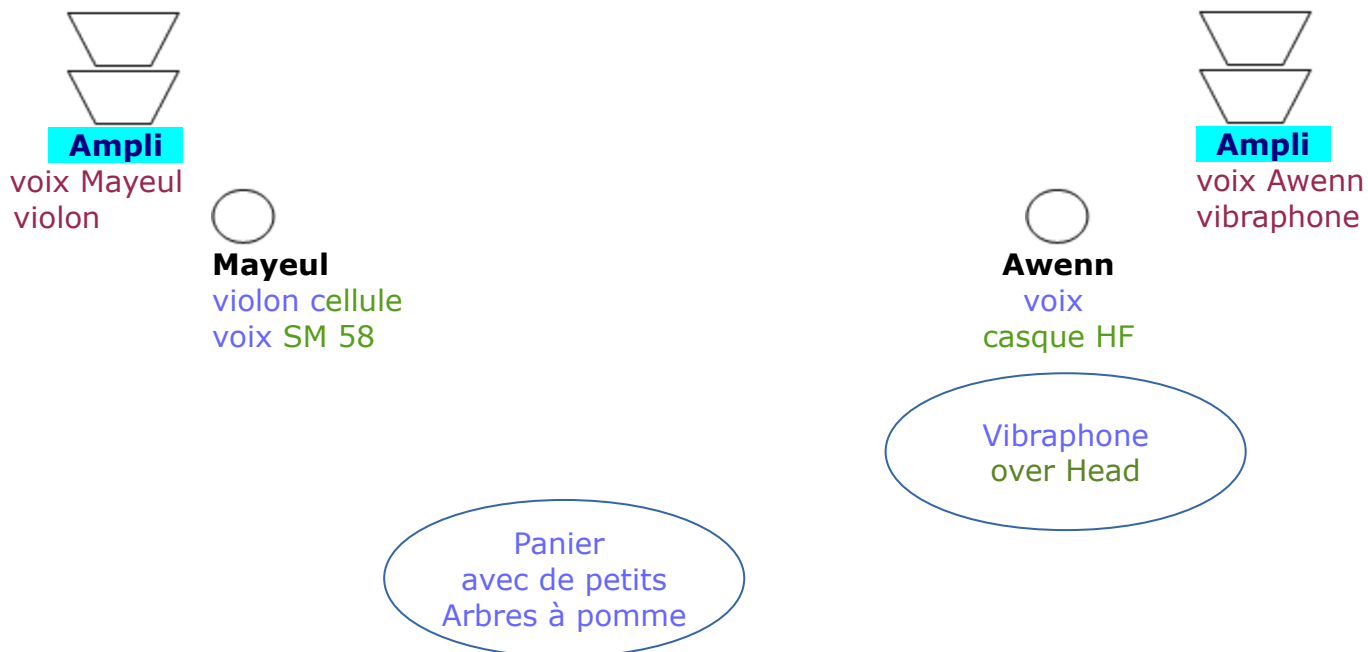 Ampli
voix Mayeul
violon
Ampli
voix Awenn
vibraphone
Mayeul
violon cellule
voix SM 58
Awenn
voix
casque HF
Vibraphone
over Head
Panier
avec de petits
Arbres à pomme